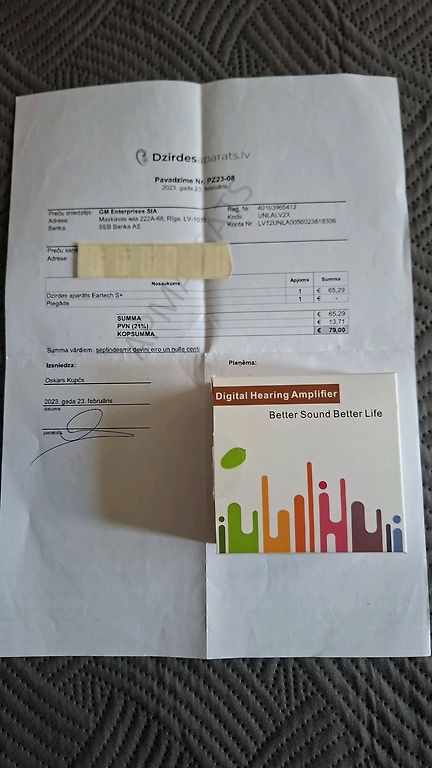 Dzirdesaparats.lv
Pavadzīme Nr. PZ23-08
2023. gada 23. februāris
Preču sniedzējs: GM Enterprises SIA Reģ. Nr. 40103965412
Adrese: Maskavas iela 222A-68, Rīga, LV-1019 Kods: UNLALV2X
Banka: SEB Banka AS Konta Nr. LV12UNLA0050023818306
Preču saņē
Adrese:
Nosaukums Apjoms Summa
Dzirdes aparāts Eartech S+ 1 € 65,29
Piegāde 1 € -
SUMMA € 65,29
PVN (21%) € 13,71
KOPSUMMA € 79,00
Summa vārdiem: septiņdesmit deviņi eiro un nulle centi
Izsniedza: Pieņēma:
Oskars Kupčs
2023. gada 23. februāris
datums
paraksts
Digital Hearing Amplifier
Better Sound Better Life